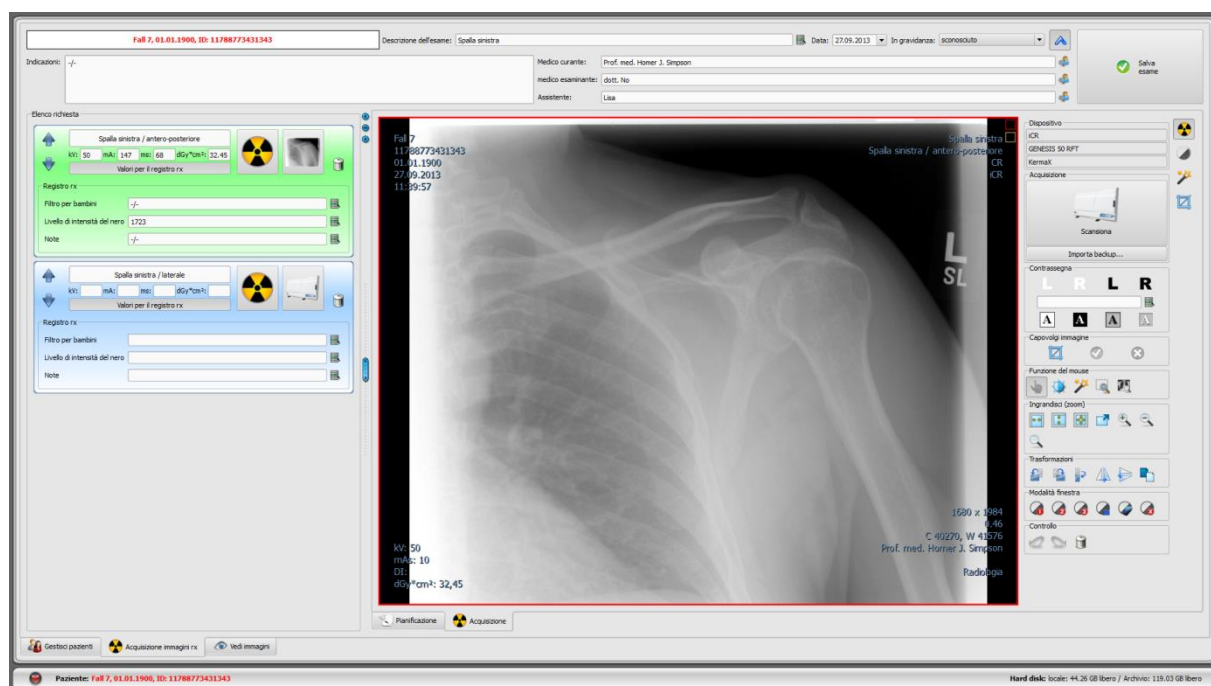 Fall 7, 01.01.1900, ID: 11788773431343
Descrizione dell'esame: Spalla sinistra
Data: 27.09.2013
In gravidanza: sconosciuto
Indicazioni: -/-
Medico curante: Prof. med. Homer J. Simpson
medico esaminante: dott. No
Assistente: Lisa
Salva esame
Elenco richiesta
Spalla sinistra / antero-posteriore
kV: 50 mA: 147 ms: 68 dGy*cm²: 32.45
Valori per il registro rx
Registro rx
Filtro per bambini -/-
Livello di intensità del nero 1723
Note -/-
Spalla sinistra / laterale
kV: mA: ms: dGy*cm²:
Valori per il registro rx
Registro rx
Filtro per bambini
Livello di intensità del nero
Note
Fall 7
11788773431343
01.01.1900
27.09.2013
11:39:57
Spalla sinistra
Spalla sinistra / antero-posteriore
CR
iCR
L
SL
kV: 50
mAs: 10
DI:
dGy*cm²: 32,45
1680 x 1984
0.46
C 40270, W 41576
Prof. med. Homer J. Simpson
Radiologia
Dispositivo
iCR
GENESIS 50 RFT
KermaX
Acquisizione
Scansiona
Importa backup...
Contrassegna
L R L R
A A A A
Capovolgi immagine
Funzione del mouse
Ingrandisci (zoom)
Trasformazioni
Modalità finestra
Controllo
Pianificazione
Acquisizione
Gestisci pazienti
Acquisizione immagini rx
Vedi immagini
Paziente: Fall 7, 01.01.1900, ID: 11788773431343
Hard disk: locale: 44.26 GB libero / Archivio: 119.03 GB libero